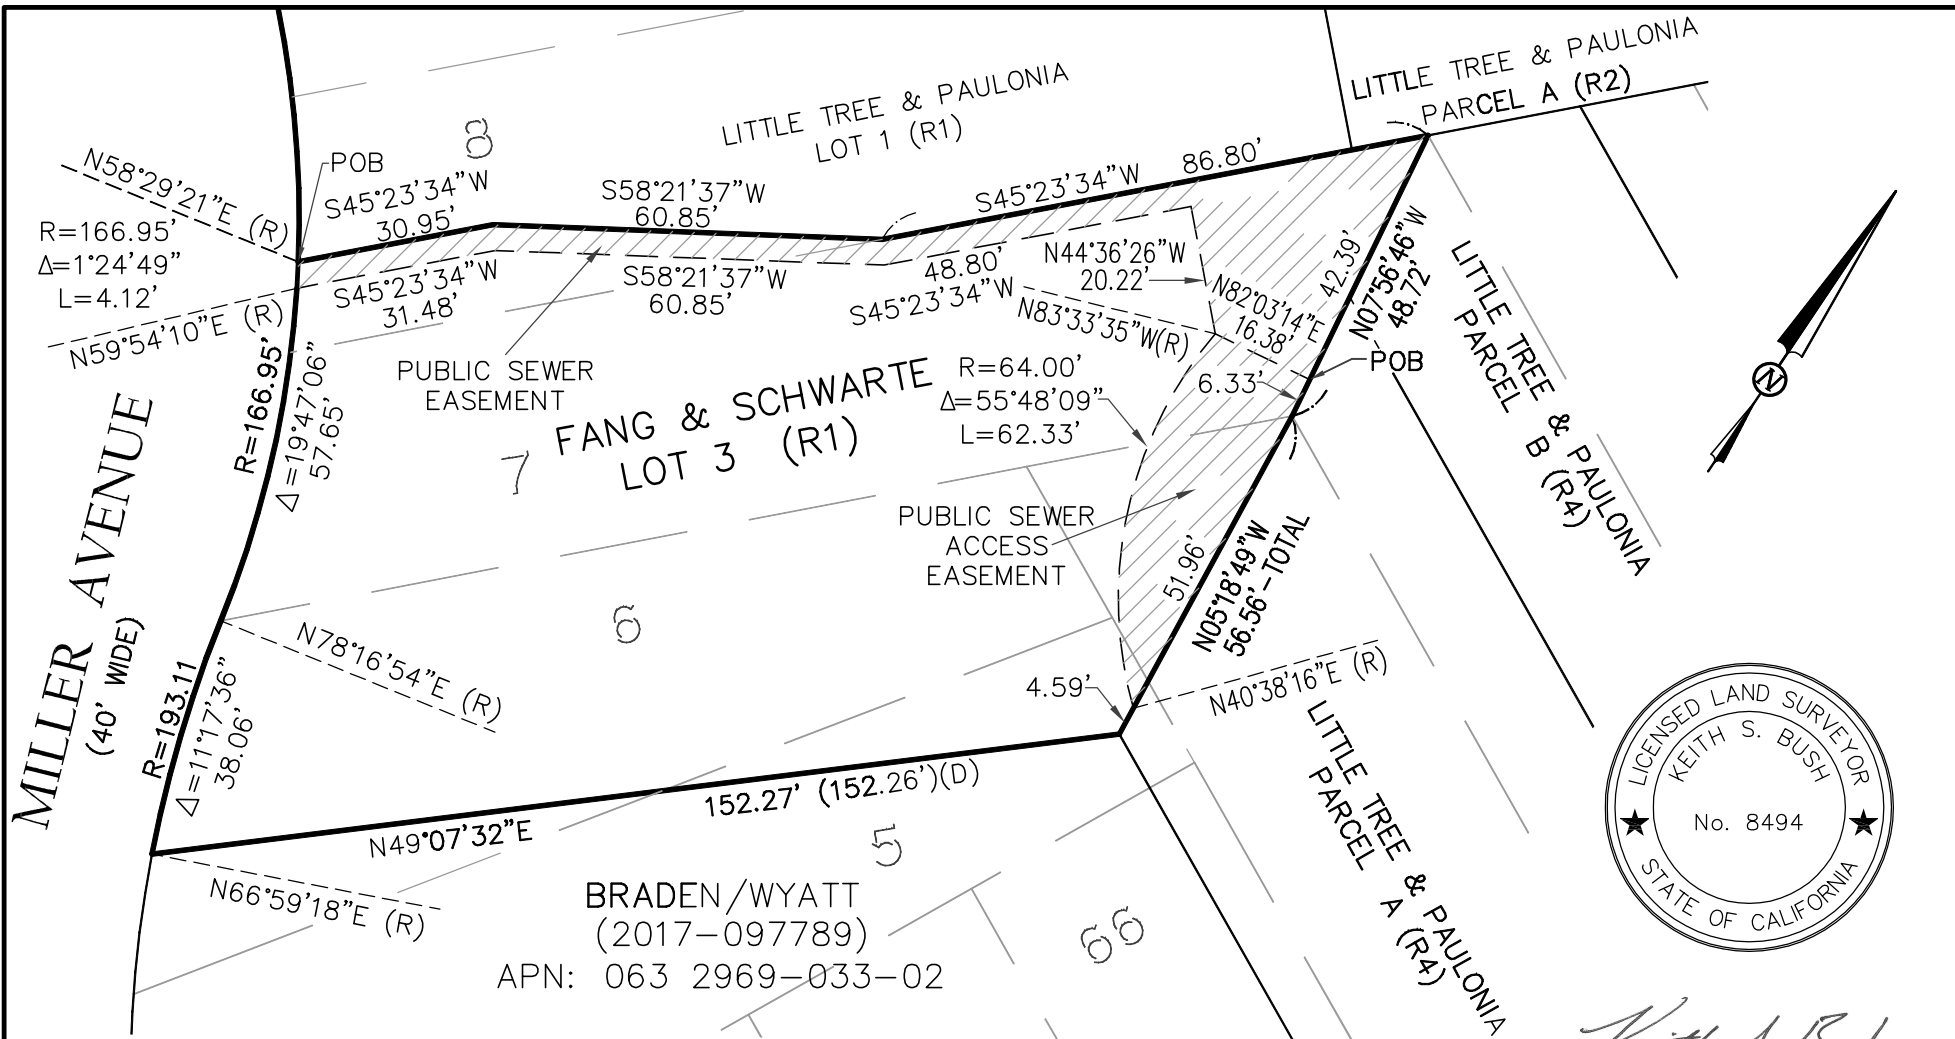 LITTLE TREE & PAULONIA
PARCEL A (R2)
LITTLE TREE & PAULONIA
LOT 1 (R1)
8
POB
N58°29'21"E (R)
R=166.95'
Δ=1°24'49"
L=4.12'
N59°54'10"E (R)
S45°23'34"W
30.95'
S58°21'37"W
60.85'
S45°23'34"W
86.80'
S45°23'34"W
31.48'
S58°21'37"W
60.85'
48.80'
S45°23'34"W
N44°36'26"W
20.22'
N82°03'14"E
16.38'
N83°33'35"W(R)
42.39'
N07°56'46"W
48.72'
POB
6.33'
R=64.00'
Δ=55°48'09"
L=62.33'
PUBLIC SEWER
EASEMENT
FANG & SCHWARTE
LOT 3 (R1)
7
R=166.95'
Δ=19°47'06"
57.65'
MILLER AVENUE
(40' WIDE)
PUBLIC SEWER
ACCESS
EASEMENT
51.96'
N05°18'49"W
56.56'-TOTAL
LITTLE TREE & PAULONIA
PARCEL B (R4)
N
6
N78°16'54"E (R)
R=193.11
Δ=11°17'36"
38.06'
4.59'
N40°38'16"E (R)
152.27' (152.26')(D)
N49°07'32"E
N66°59'18"E (R)
5
BRADEN/WYATT
(2017-097789)
APN: 063 2969-033-02
66
LITTLE TREE & PAULONIA
PARCEL A (R4)
LICENSED LAND SURVEYOR
KEITH S. BUSH
No. 8494
STATE OF CALIFORNIA